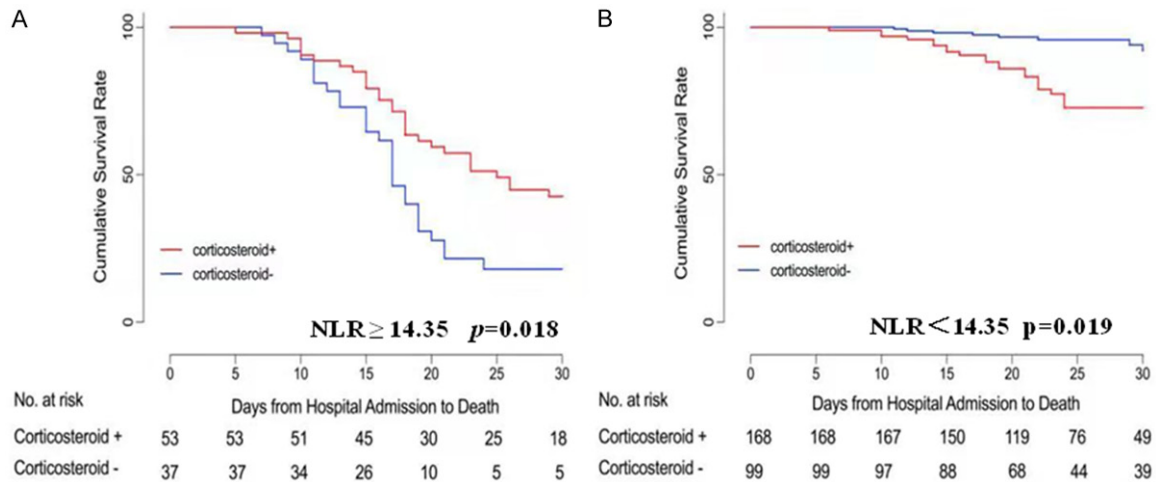 A
Cumulative Survival Rate
100
50
0
corticosteroid+
corticosteroid-
NLR≥14.35 p=0.018
0 5 10 15 20 25 30
No. at risk
Days from Hospital Admission to Death
Corticosteroid + 53 53 51 45 30 25 18
Corticosteroid - 37 37 34 26 10 5 5
B
Cumulative Survival Rate
100
50
0
corticosteroid+
corticosteroid-
NLR<14.35 p=0.019
0 5 10 15 20 25 30
No. at risk
Days from Hospital Admission to Death
Corticosteroid + 168 168 167 150 119 76 49
Corticosteroid - 99 99 97 88 68 44 39